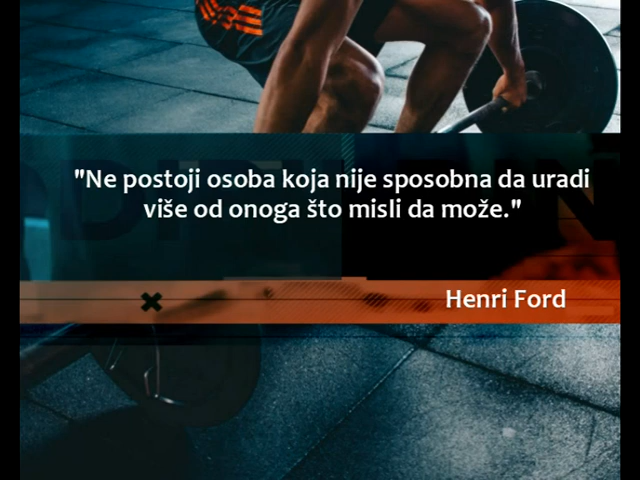 "Ne postoji osoba koja nije sposobna da uradi
više od onoga što misli da može."
Henri Ford